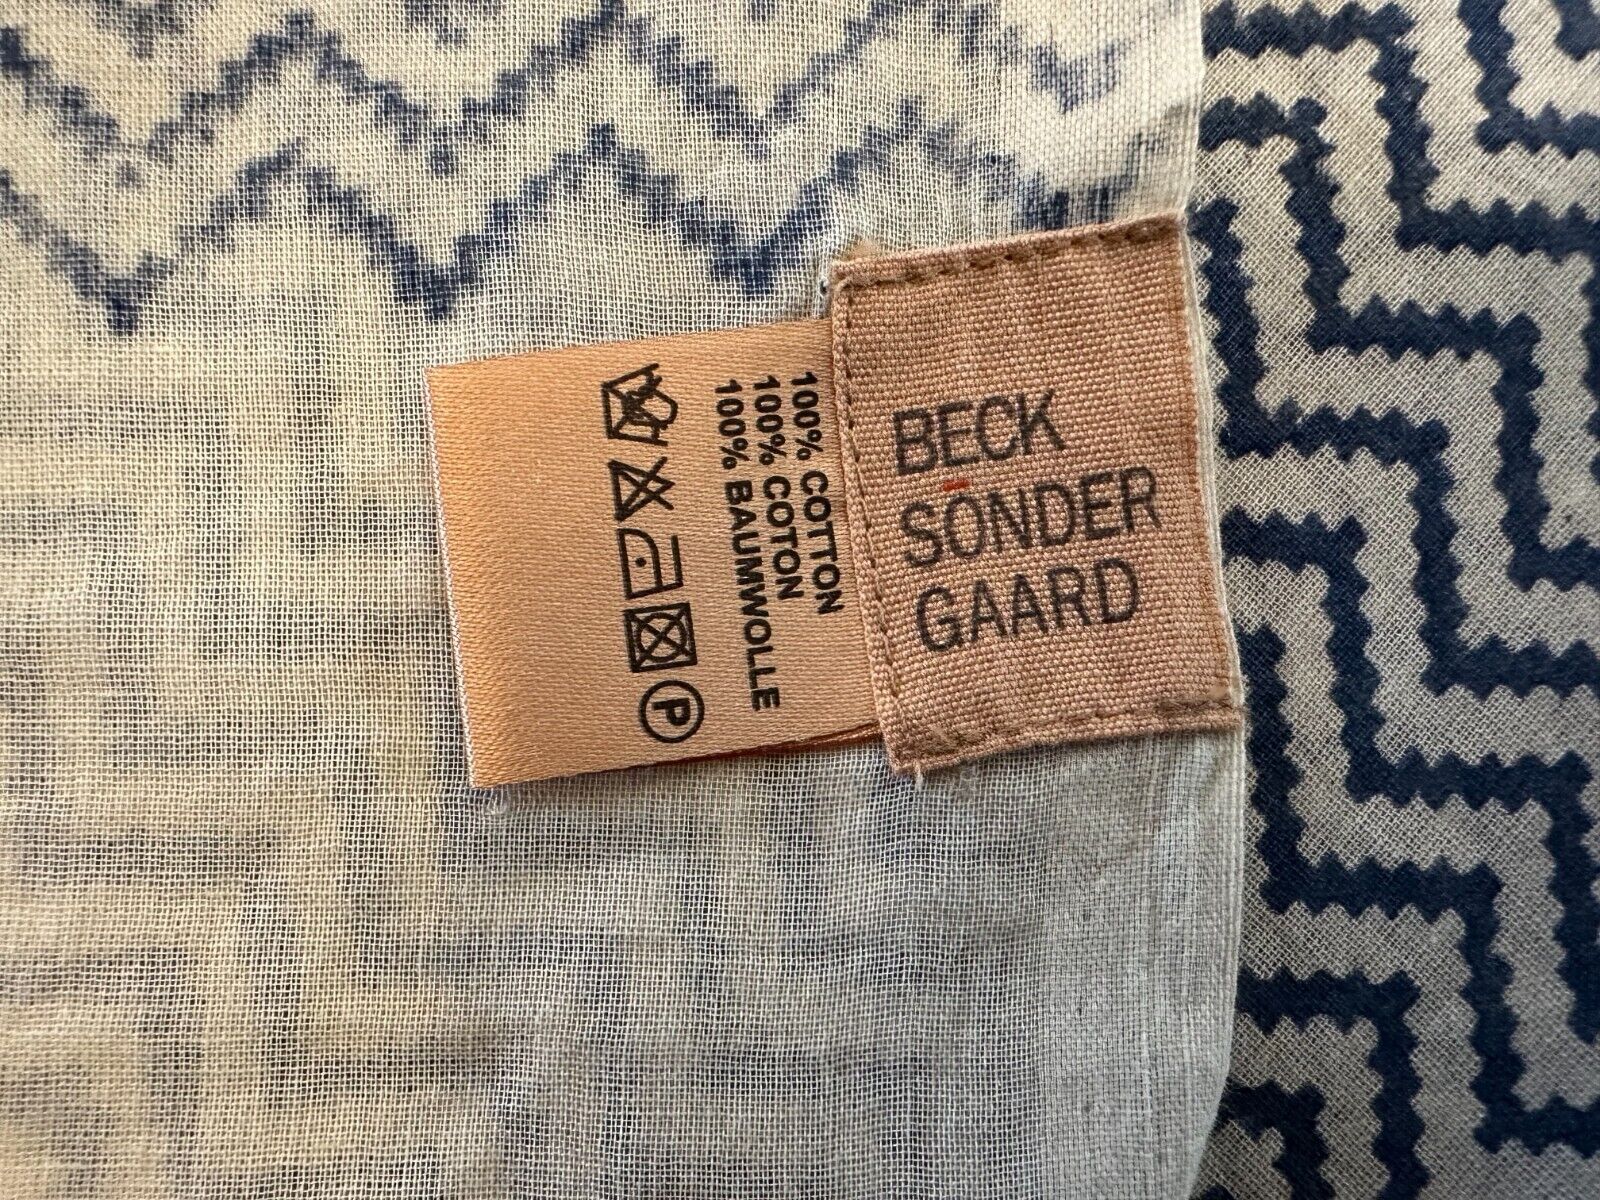 BECK
SÖNDER
GAARD
100% COTTON
100% COTON
100% BAUMWOLLE
P